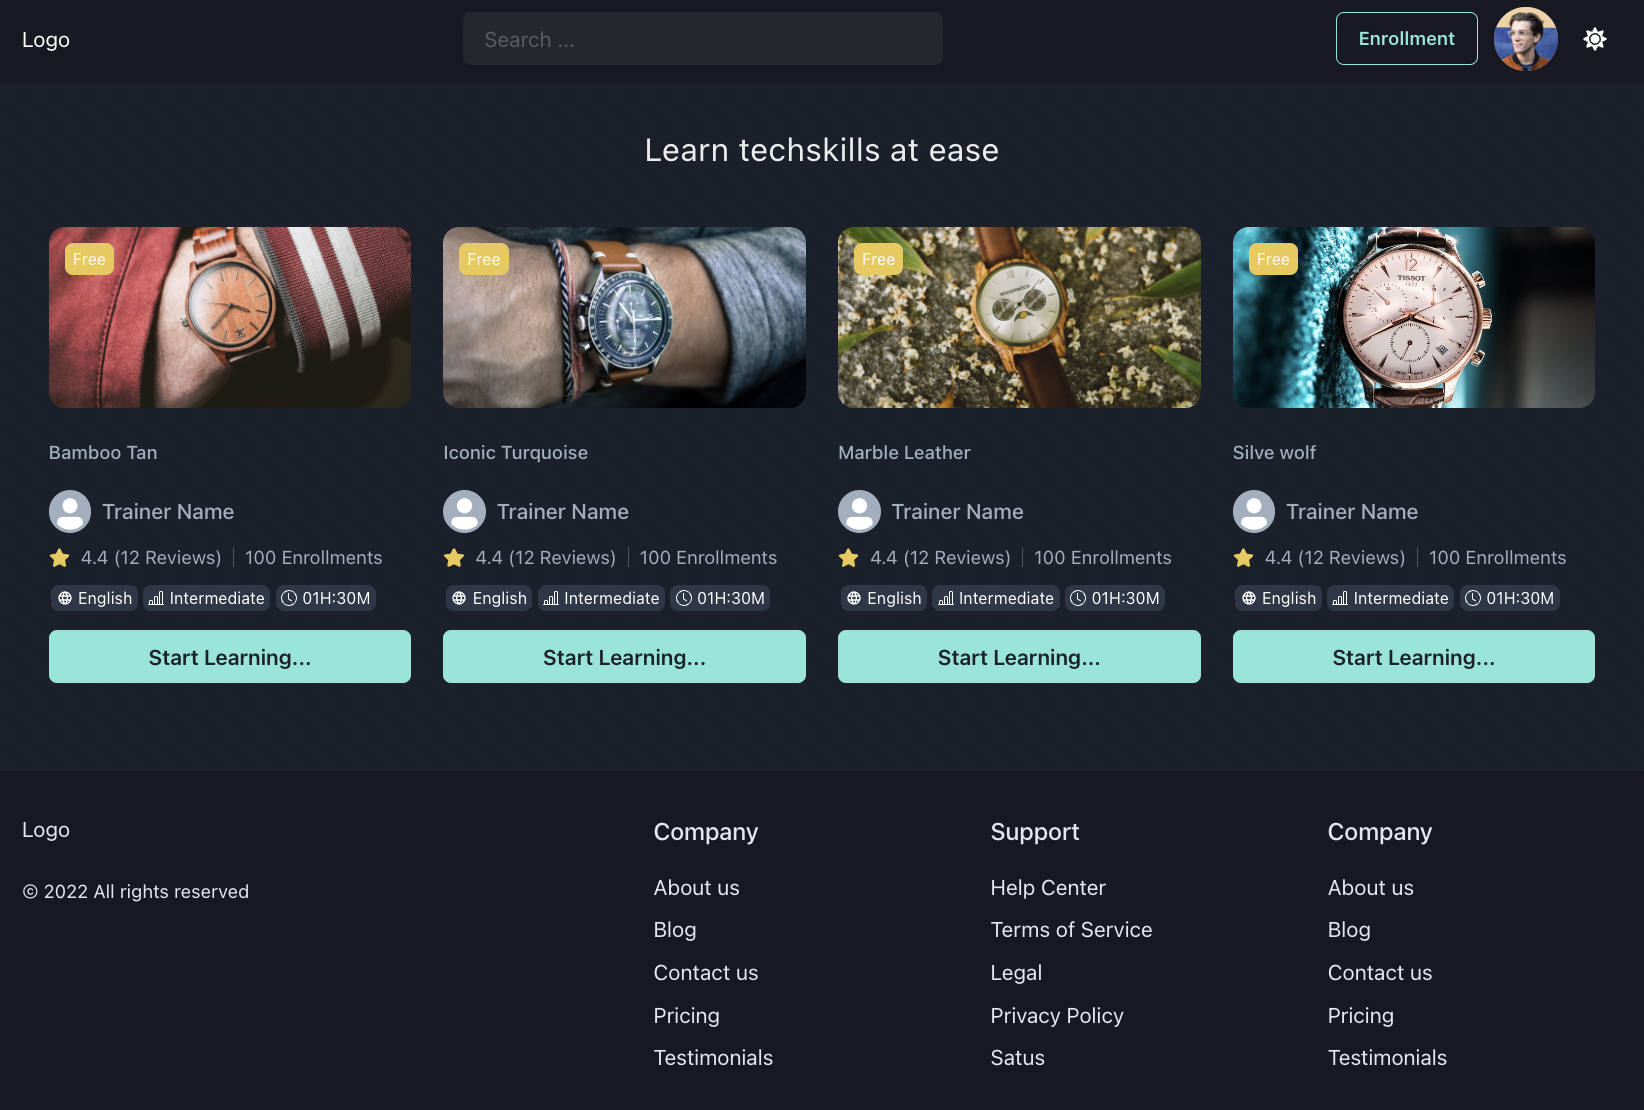 Logo
Search ...
Enrollment
Learn techskills at ease
Free
Free
Free
Free
12
TISSOT
1853
Bamboo Tan
Iconic Turquoise
Marble Leather
Silve wolf
Trainer Name
Trainer Name
Trainer Name
Trainer Name
4.4 (12 Reviews) 100 Enrollments
4.4 (12 Reviews) 100 Enrollments
4.4 (12 Reviews) 100 Enrollments
4.4 (12 Reviews) 100 Enrollments
English Intermediate 01H:30M
English Intermediate 01H:30M
English Intermediate 01H:30M
English Intermediate 01H:30M
Start Learning...
Start Learning...
Start Learning...
Start Learning...
Logo
© 2022 All rights reserved
Company
About us
Blog
Contact us
Pricing
Testimonials
Support
Help Center
Terms of Service
Legal
Privacy Policy
Satus
Company
About us
Blog
Contact us
Pricing
Testimonials